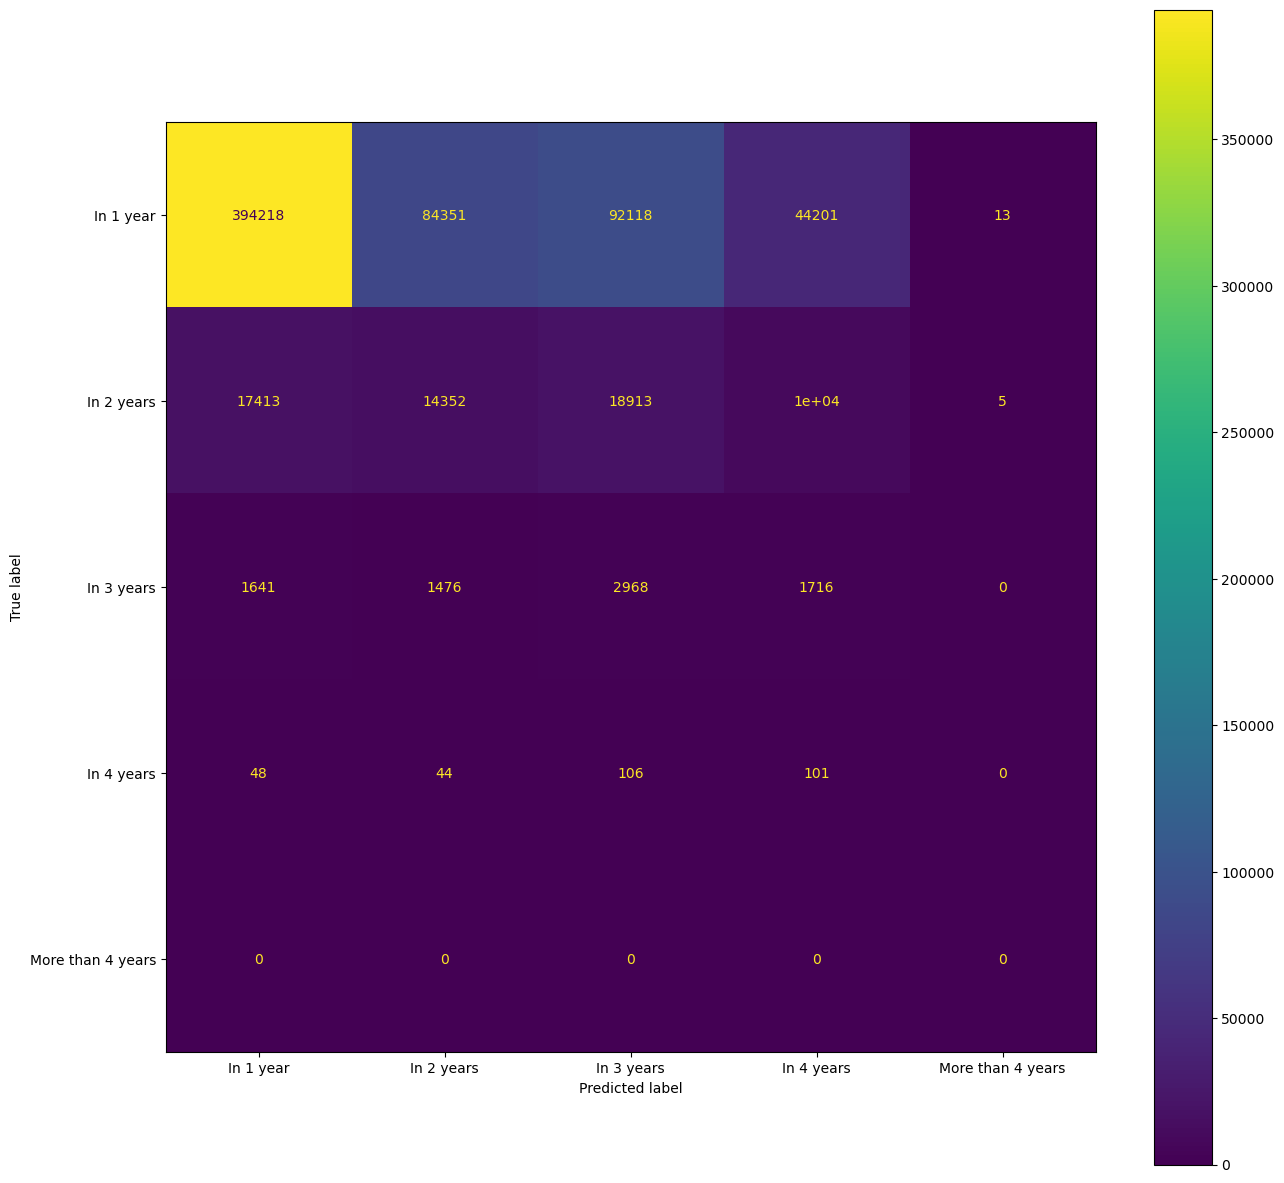 In 1 year 394218 84351 92118 44201 13
In 2 years 17413 14352 18913 1e+04 5
In 3 years 1641 1476 2968 1716 0
In 4 years 48 44 106 101 0
More than 4 years 0 0 0 0 0
True label
In 1 year In 2 years In 3 years In 4 years More than 4 years
Predicted label
350000
300000
250000
200000
150000
100000
50000
0